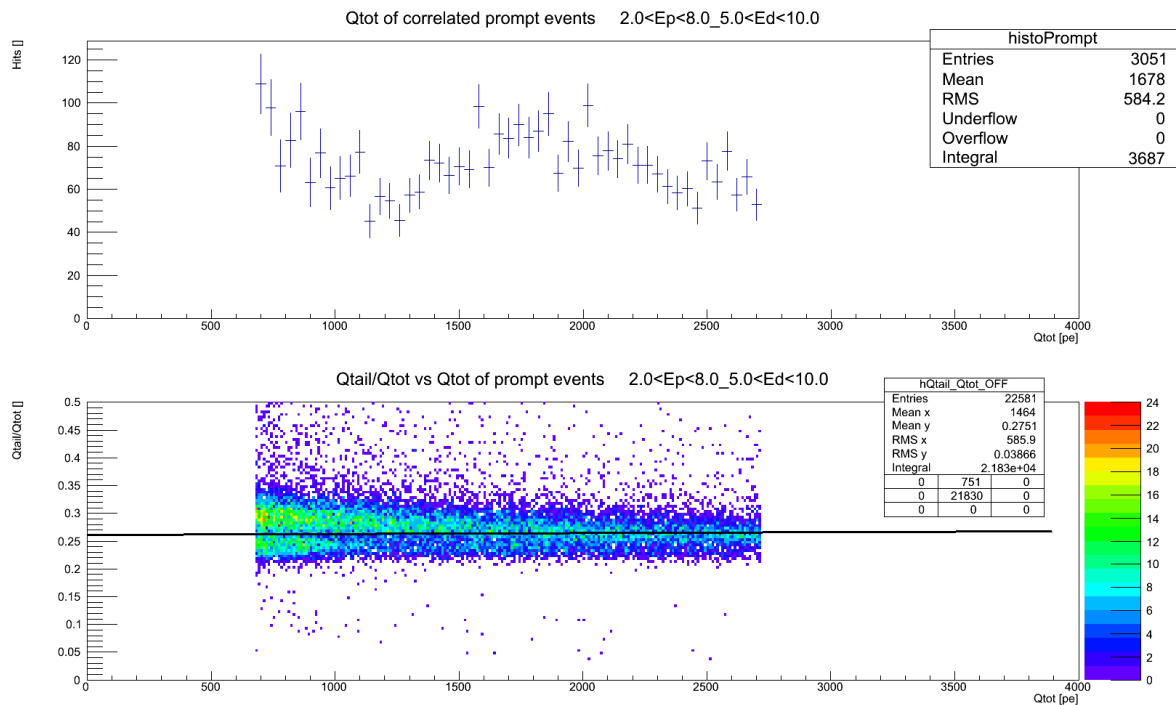 Qtot of correlated prompt events 2.0<Ep<8.0_5.0<Ed<10.0
Hits []
120
100
80
60
40
20
0
0 500 1000 1500 2000 2500 3000 3500 4000
Qtot [pe]
histoPrompt
Entries 3051
Mean 1678
RMS 584.2
Underflow 0
Overflow 0
Integral 3687
Qtail/Qtot vs Qtot of prompt events 2.0<Ep<8.0_5.0<Ed<10.0
Qtail/Qtot []
0.5
0.45
0.4
0.35
0.3
0.25
0.2
0.15
0.1
0.05
0
0 500 1000 1500 2000 2500 3000 3500 4000
Qtot [pe]
hQtail_Qtot_OFF
Entries 22581
Mean x 1464
Mean y 0.2751
RMS x 585.9
RMS y 0.03866
Integral 2.183e+04
0 751 0
0 21830 0
0 0 0
24
22
20
18
16
14
12
10
8
6
4
2
0